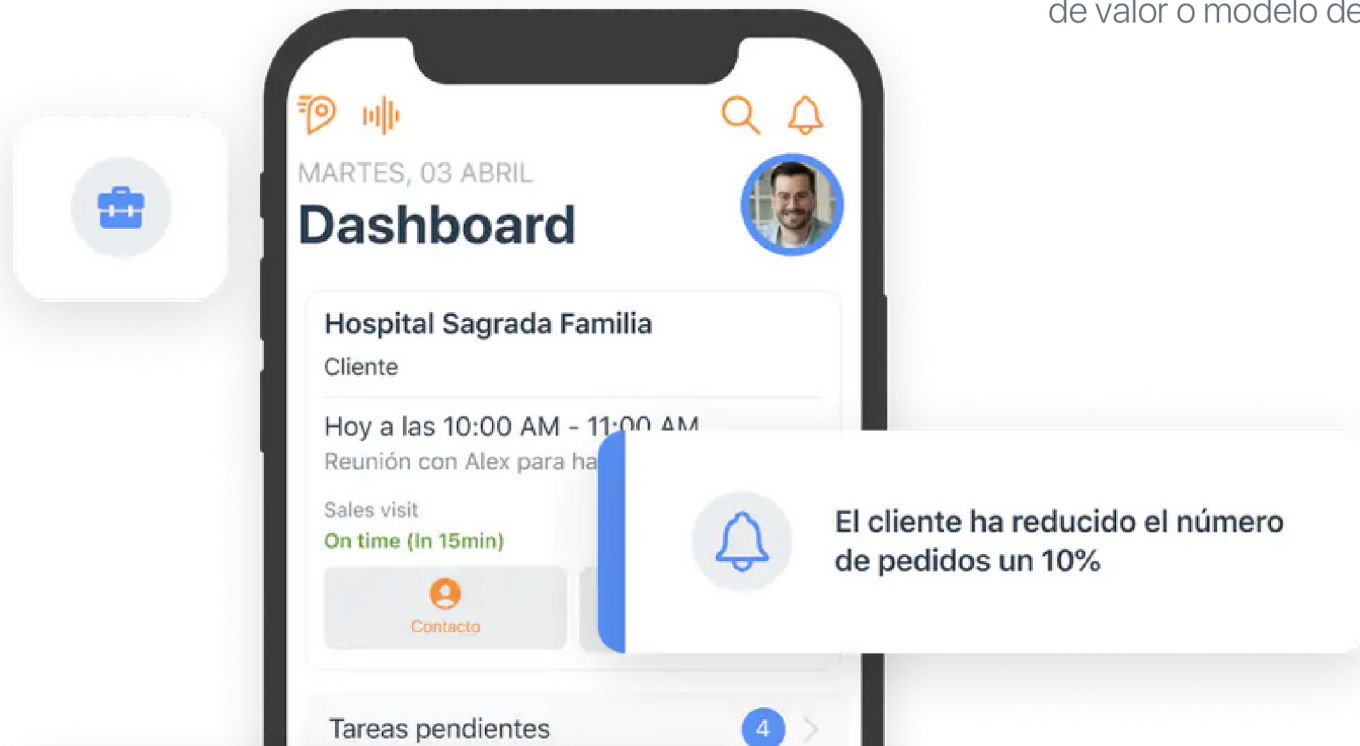 de valor o modelo de
MARTES, 03 ABRIL
Dashboard
Hospital Sagrada Familia
Cliente
Hoy a las 10:00 AM - 11:00 AM
Reunión con Alex para ha
Sales visit
On time (In 15min)
Contacto
El cliente ha reducido el número
de pedidos un 10%
Tareas pendientes
4